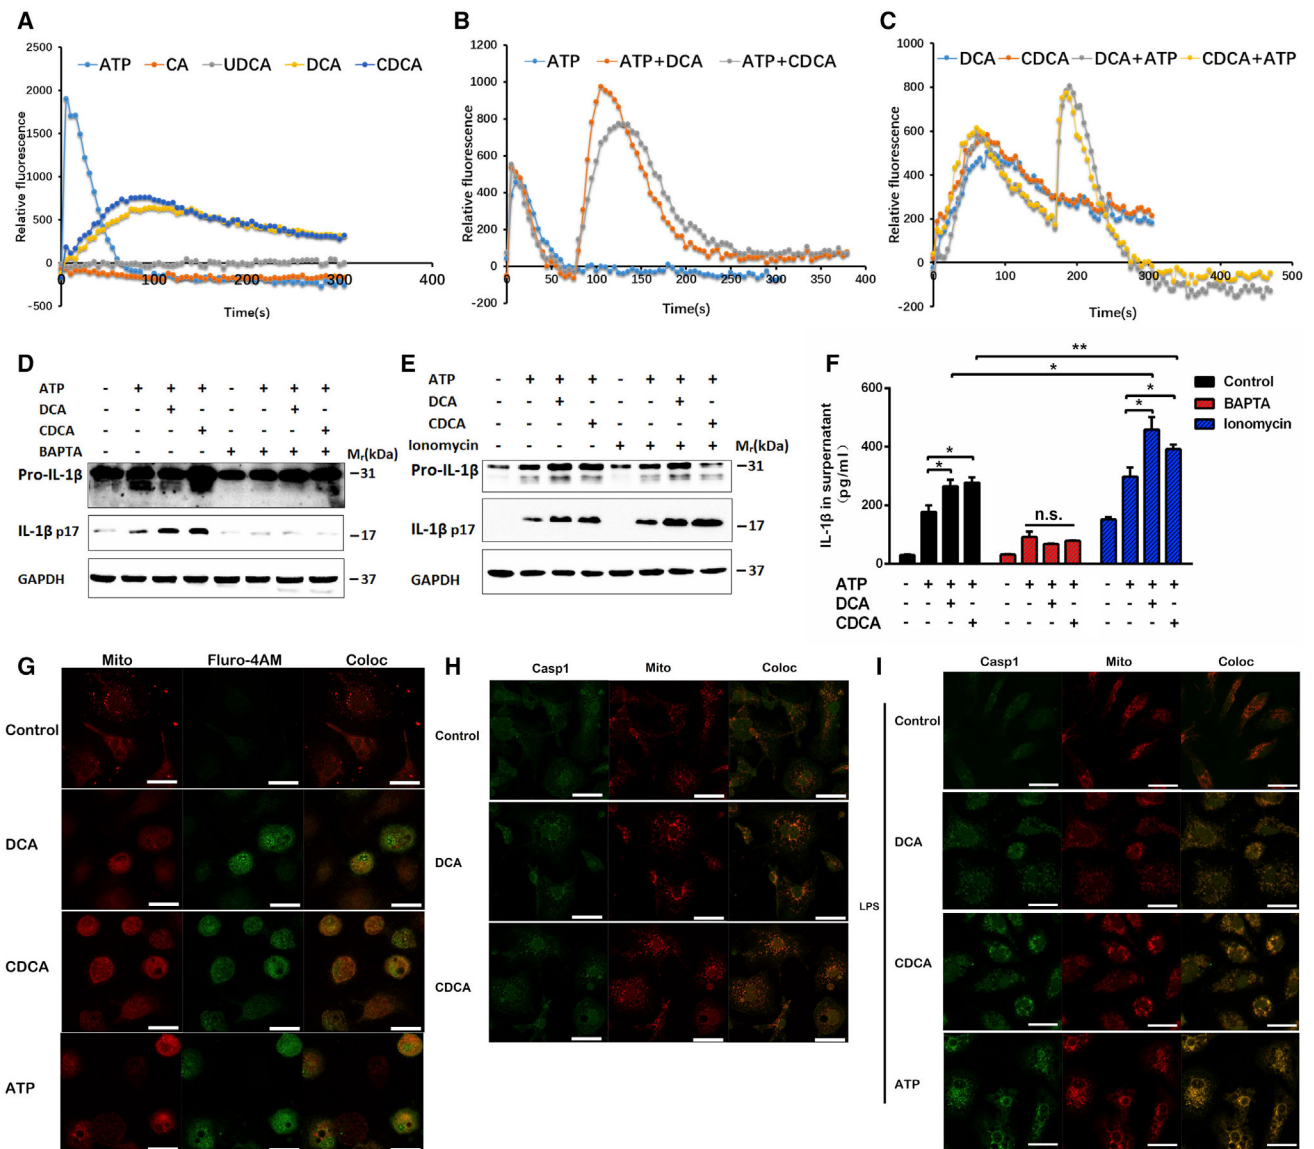 A
2500
2000
1500
1000
500
0
-500
ATP CA UDCA DCA CDCA
Relative fluorescence
100 200 300 400
Time(s)
B
1200
1000
800
600
400
200
0
-200
ATP ATP+DCA ATP+CDCA
Relative fluorescence
0 50 100 150 200 250 300 350 400
Time(s)
C
1000
800
600
400
200
0
-200
DCA CDCA DCA+ATP CDCA+ATP
Relative fluorescence
0 100 200 300 400 500
Time(s)
D
ATP - + + + - + + +
DCA + +
CDCA + +
BAPTA + + + + Mr(kDa)
Pro-IL-1β 31
IL-1β p17 17
GAPDH 37
E
ATP - + + + - + + +
DCA + +
CDCA + +
Ionomycin + + + + Mr(kDa)
Pro-IL-1β 31
IL-1β p17 17
GAPDH 37
F
**
*
* *
* *
n.s.
600
400
200
0
IL-1β in surpernatant
(pg/ml)
Control
BAPTA
Ionomycin
ATP - + + + - + + + - + + +
DCA - - + - - - + - - - + -
CDCA - - - + - - - + - - - +
G
Mito Fluro-4AM Coloc
Control
DCA
CDCA
ATP
H
Casp1 Mito Coloc
Control
DCA
CDCA
I
Casp1 Mito Coloc
LPS
Control
DCA
CDCA
ATP